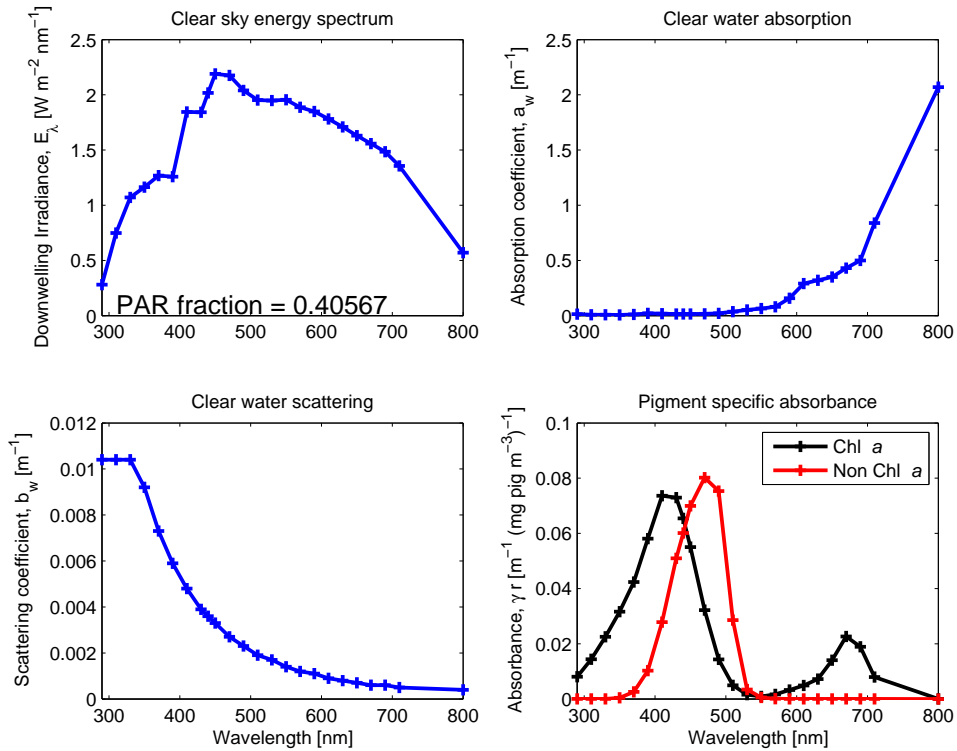 Clear sky energy spectrum
Downwelling Irradiance, E_λ [W m⁻² nm⁻¹]
2.5
2
1.5
1
0.5
0
PAR fraction = 0.40567
300 400 500 600 700 800
Clear water absorption
Absorption coefficient, a_w [m⁻¹]
2.5
2
1.5
1
0.5
0
300 400 500 600 700 800
Clear water scattering
Scattering coefficient, b_w [m⁻¹]
0.012
0.01
0.008
0.006
0.004
0.002
0
300 400 500 600 700 800
Wavelength [nm]
Pigment specific absorbance
Absorbance, γ r [m⁻¹ (mg pig m⁻³)⁻¹]
0.1
0.08
0.06
0.04
0.02
0
Chl a
Non Chl a
300 400 500 600 700 800
Wavelength [nm]